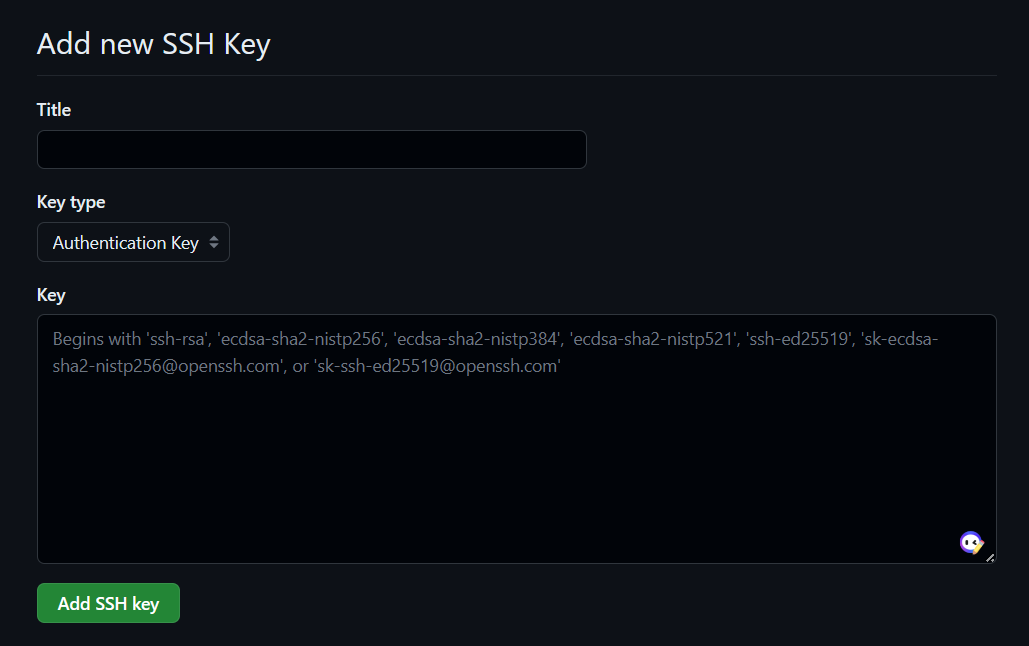 Add new SSH Key
Title
Key type
Authentication Key
Key
Begins with 'ssh-rsa', 'ecdsa-sha2-nistp256', 'ecdsa-sha2-nistp384', 'ecdsa-sha2-nistp521', 'ssh-ed25519', 'sk-ecdsa-
sha2-nistp256@openssh.com', or 'sk-ssh-ed25519@openssh.com'
Add SSH key